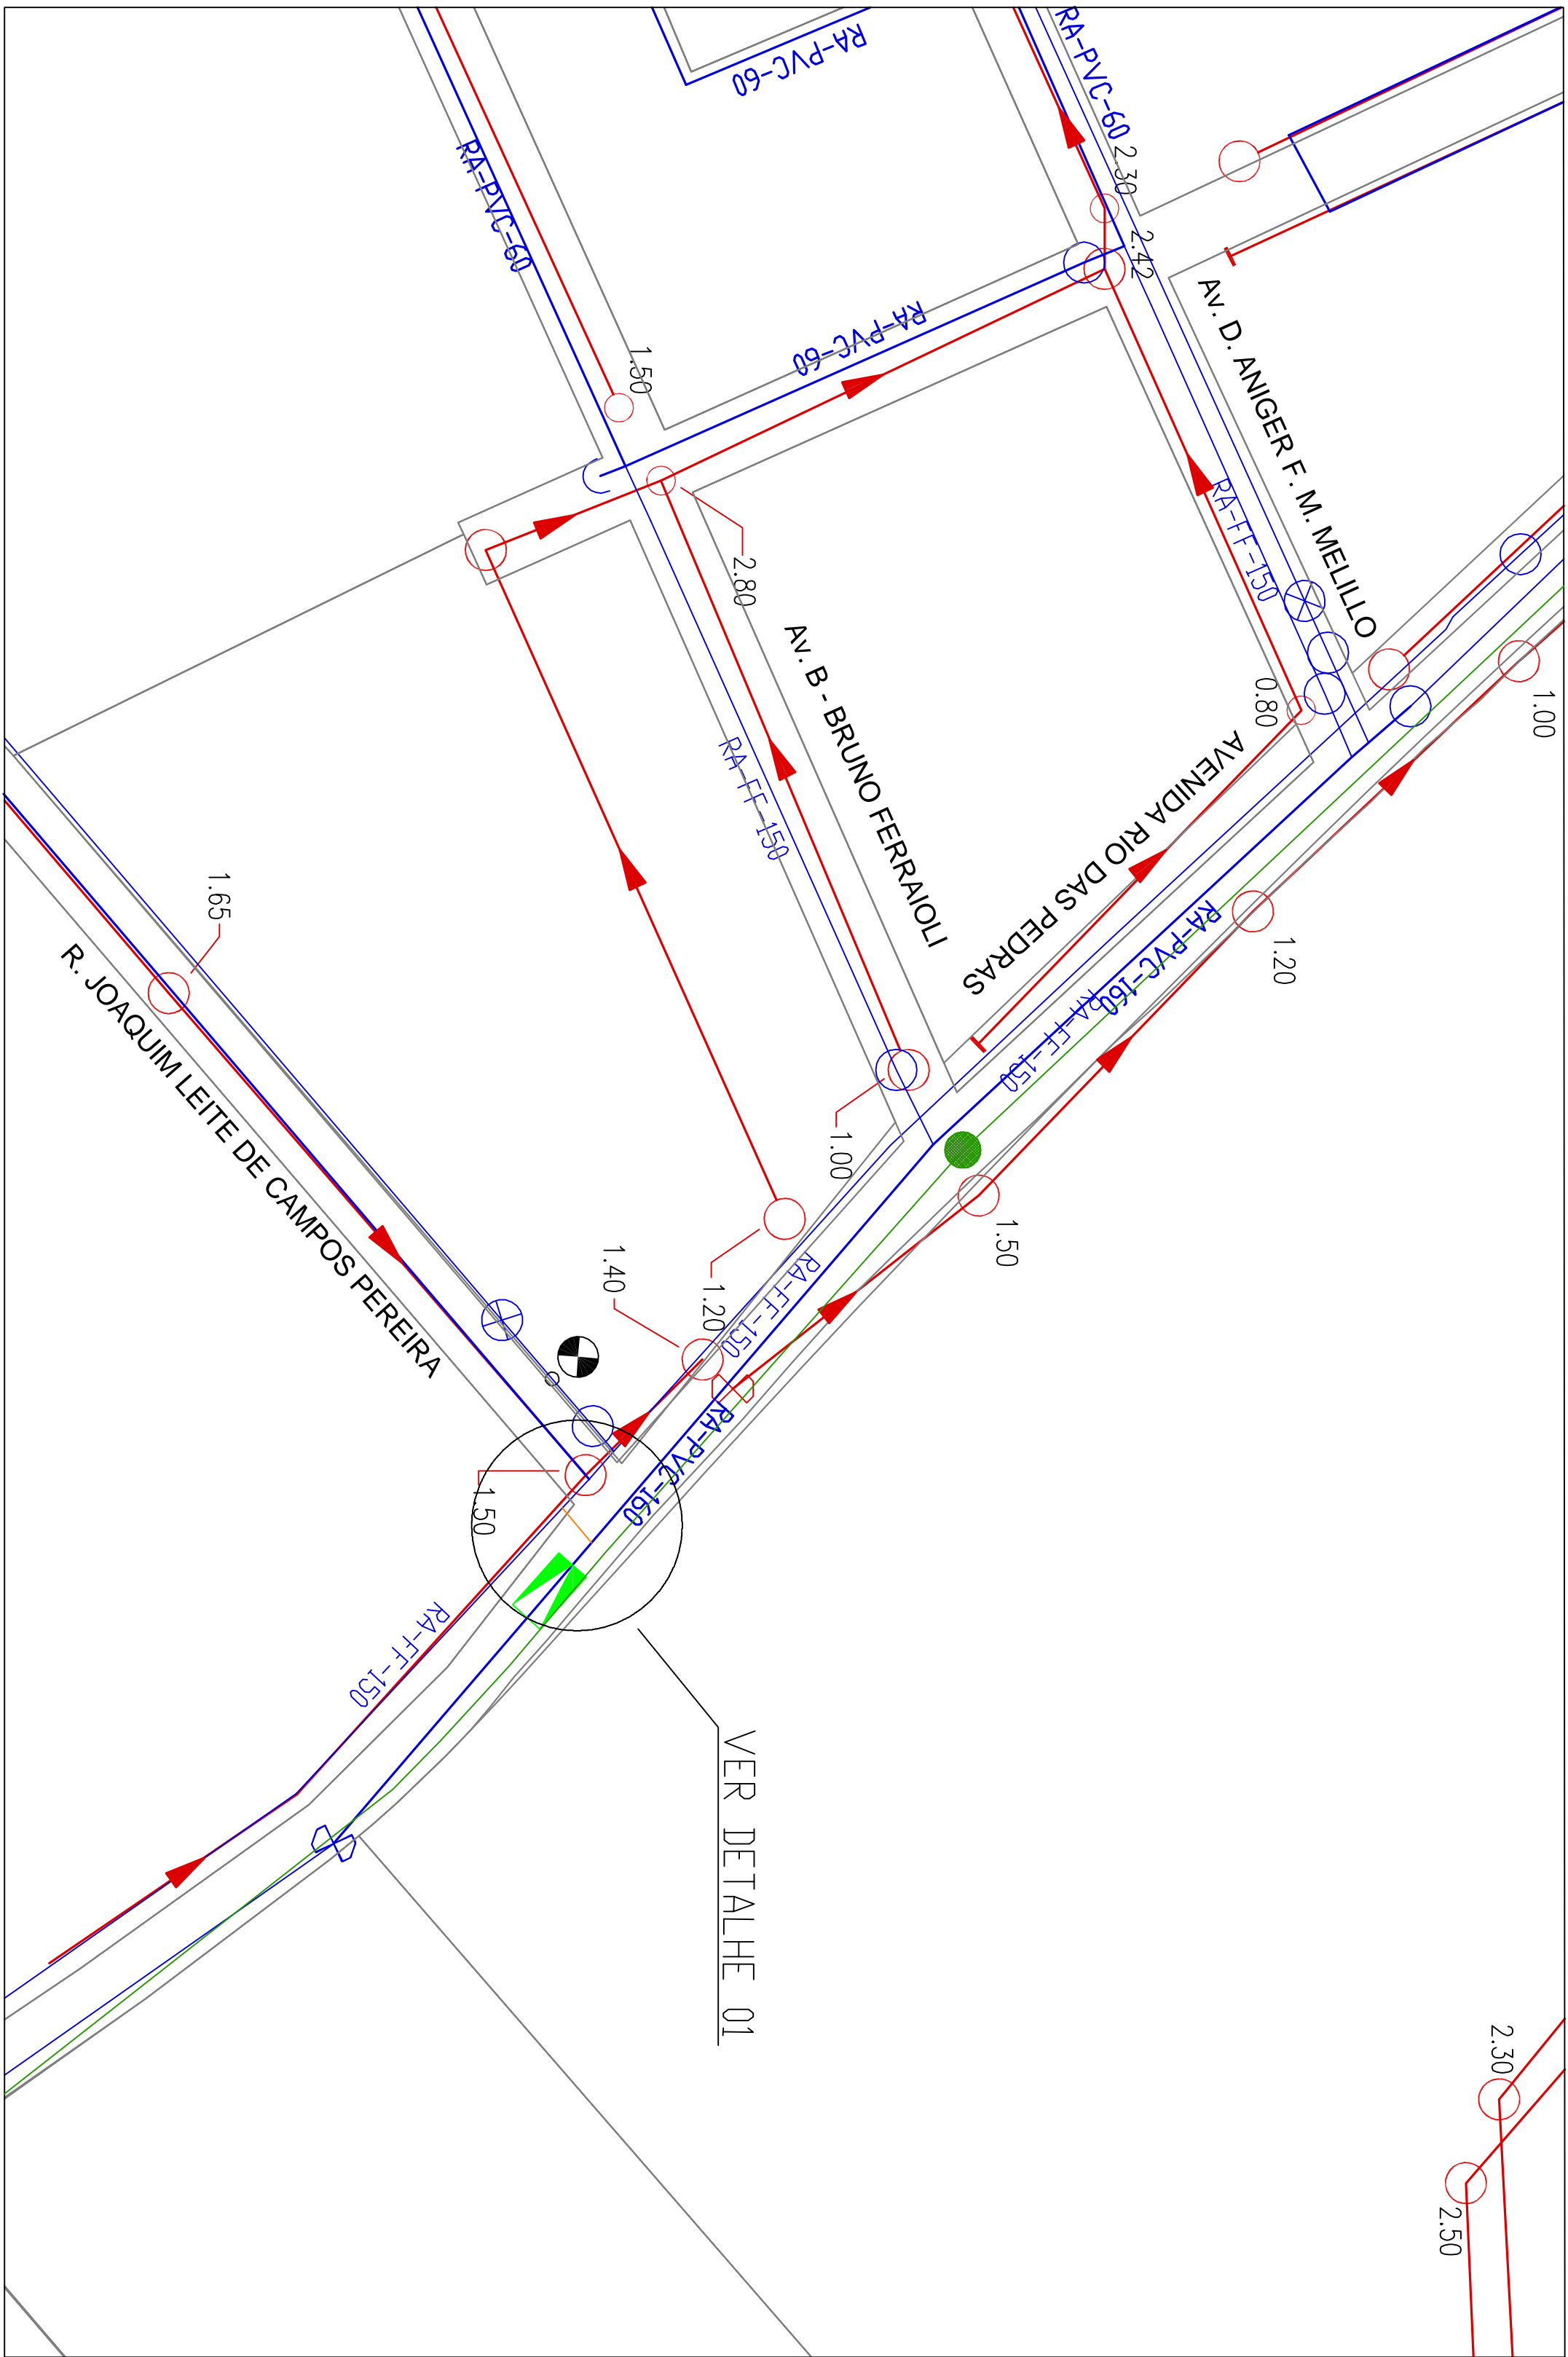 RA-PVC-60
RA-PVC-60
2.30
2.42
RA-PVC-60
RA-PVC-60
1.50
2.80
Av. D. ANIGER F. M. MELILLO
RA-FF-150
0.80
1.00
AVENIDA RIO DAS PEDRAS
Av. B - BRUNO FERRAIOLI
RA-FF-150
RA-PVC-160
RA-FF-150
1.20
1.65
R. JOAQUIM LEITE DE CAMPOS PEREIRA
1.00
1.50
1.20
1.40
RA-FF-150
RA-PVC-160
1.50
RA-FF-150
VER DETALHE 01
2.30
2.50